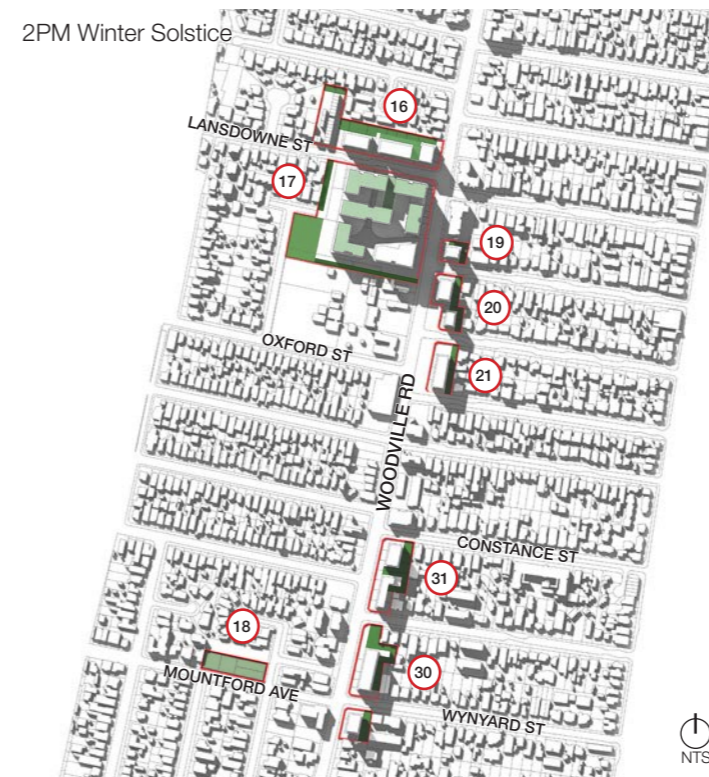 2PM Winter Solstice
16
LANSDOWNE ST
17
19
20
OXFORD ST
21
WOODVILLE RD
CONSTANCE ST
31
18
30
MOUNTFORD AVE
WYNYARD ST
NTS